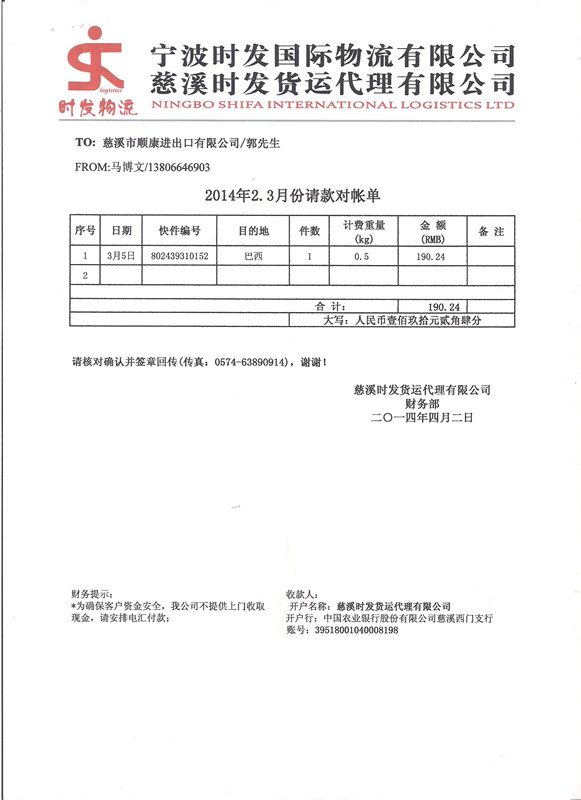 宁波时发国际物流有限公司
慈溪时发货运代理有限公司
NINGBO SHIFA INTERNATIONAL LOGISTICS LTD
logistics
时发物流
TO: 慈溪市顺康进出口有限公司/郭先生
FROM:马博文/13806646903
2014年2.3月份请款对帐单
序号 日期 快件编号 目的地 件数 计费重量(kg) 金 额(RMB) 备 注
1 3月5日 802439310152 巴西 1 0.5 190.24
2
合 计: 190.24
大写: 人民币壹佰玖拾元贰角肆分
请核对确认并签章回传(传真: 0574-63890914), 谢谢!
慈溪时发货运代理有限公司
财务部
二〇一四年四月二日
财务提示:
*为确保客户资金安全, 我公司不提供上门收取
现金, 请安排电汇付款;
收款人:
开户名称: 慈溪时发货运代理有限公司
开户行: 中国农业银行股份有限公司慈溪西门支行
账号: 39518001040008198